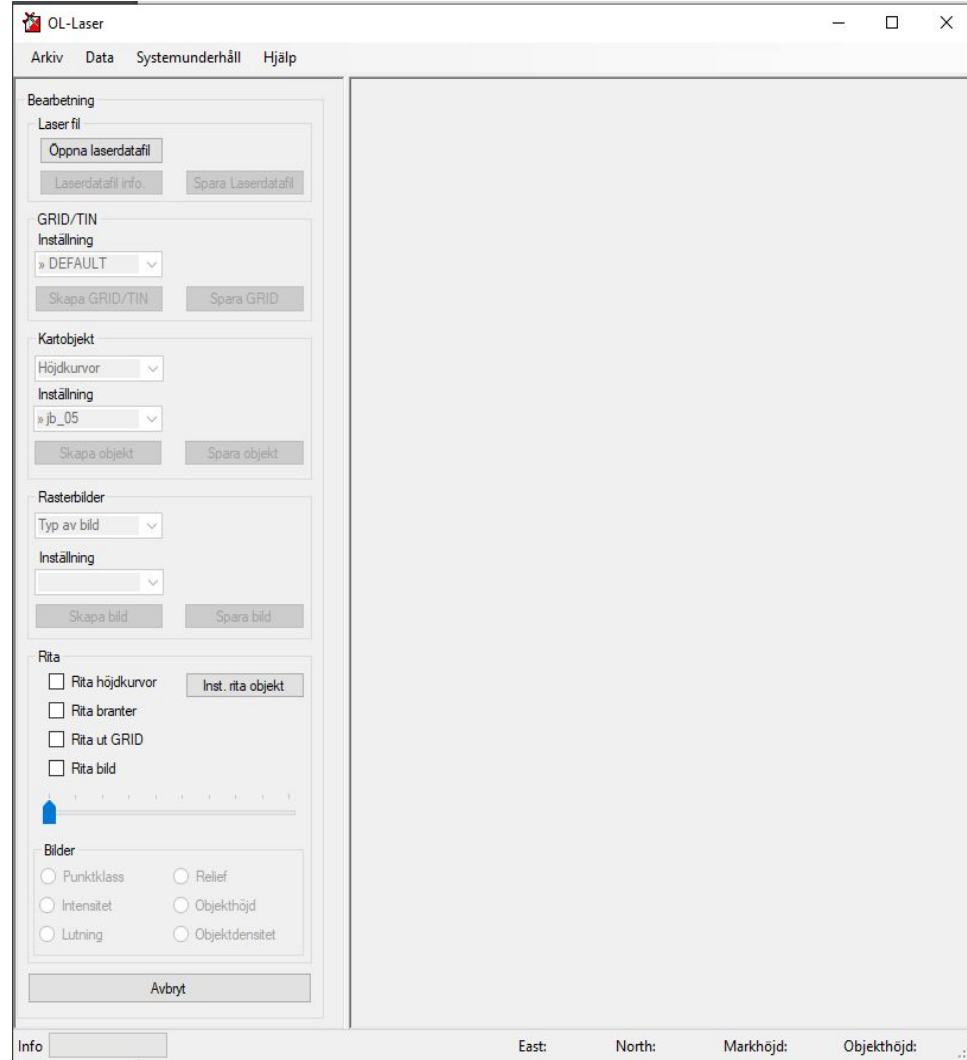 OL-Laser
Arkiv Data Systemunderhåll Hjälp
Bearbetning
Laser fil
Öppna laserdatafil
Laserdatafil info. Spara Laserdatafil
GRID/TIN
Inställning
» DEFAULT
Skapa GRID/TIN Spara GRID
Kartobjekt
Höjdkurvor
Inställning
» jb_05
Skapa objekt Spara objekt
Rasterbilder
Typ av bild
Inställning
Skapa bild Spara bild
Rita
Rita höjdkurvor Inst. rita objekt
Rita branter
Rita ut GRID
Rita bild
Bilder
Punktklass Relief
Intensitet Objekthöjd
Lutning Objektdensitet
Avbryt
Info East: North: Markhöjd: Objekthöjd: